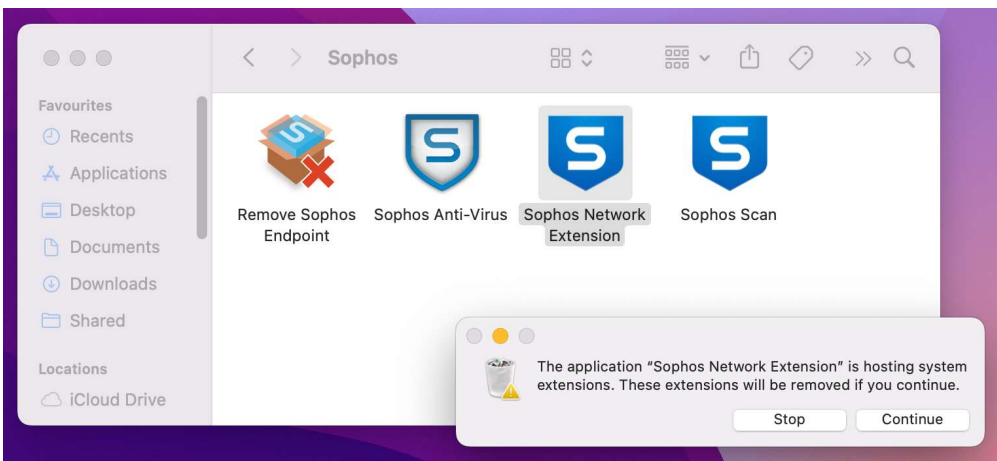 Sophos
Favourites
Recents
Applications
Desktop
Documents
Downloads
Shared
Locations
iCloud Drive
S
Remove Sophos
Endpoint
S
Sophos Anti-Virus
S
Sophos Network
Extension
S
Sophos Scan
The application “Sophos Network Extension” is hosting system
extensions. These extensions will be removed if you continue.
Stop
Continue